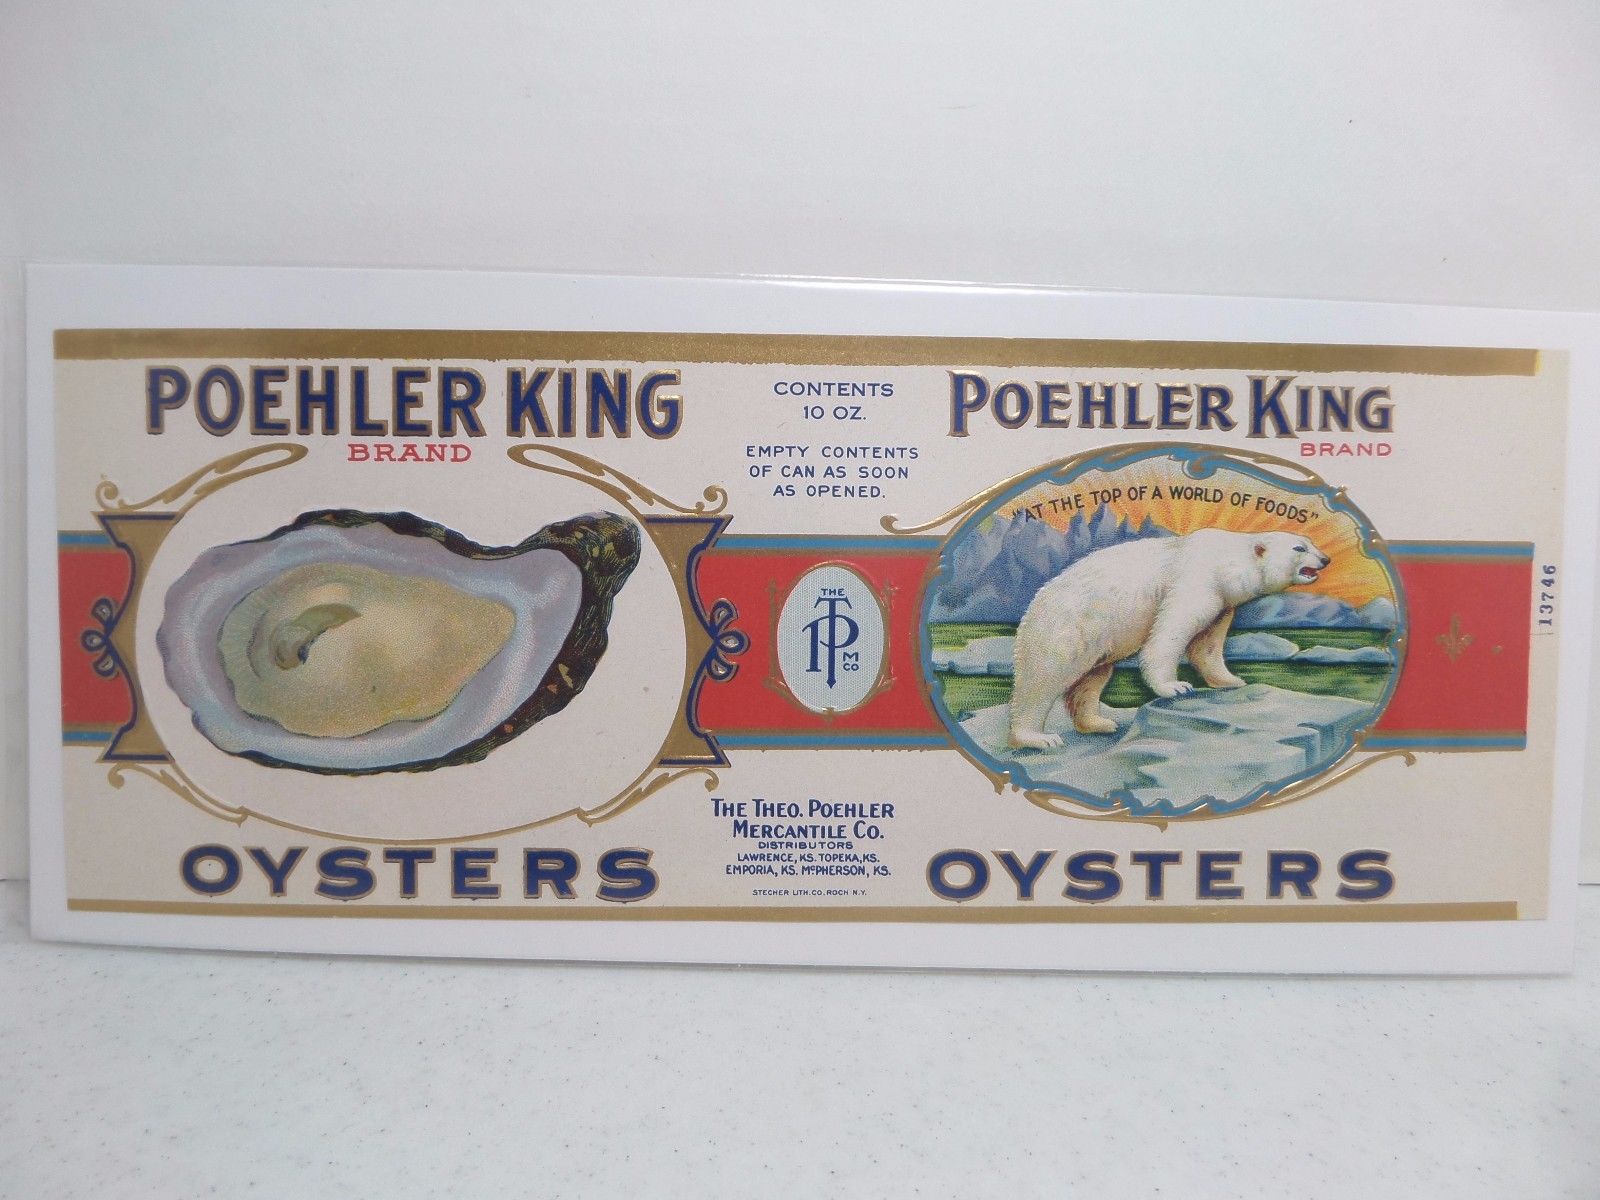 POEHLER KING
BRAND
OYSTERS
CONTENTS
10 OZ.
EMPTY CONTENTS
OF CAN AS SOON
AS OPENED.
THE
TP
M
CO
THE THEO. POEHLER
MERCANTILE CO.
DISTRIBUTORS
LAWRENCE, KS. TOPEKA, KS.
EMPORIA, KS. McPHERSON, KS.
STECHER LITH. CO. ROCH. N.Y.
POEHLER KING
BRAND
"AT THE TOP OF A WORLD OF FOODS"
OYSTERS
13746